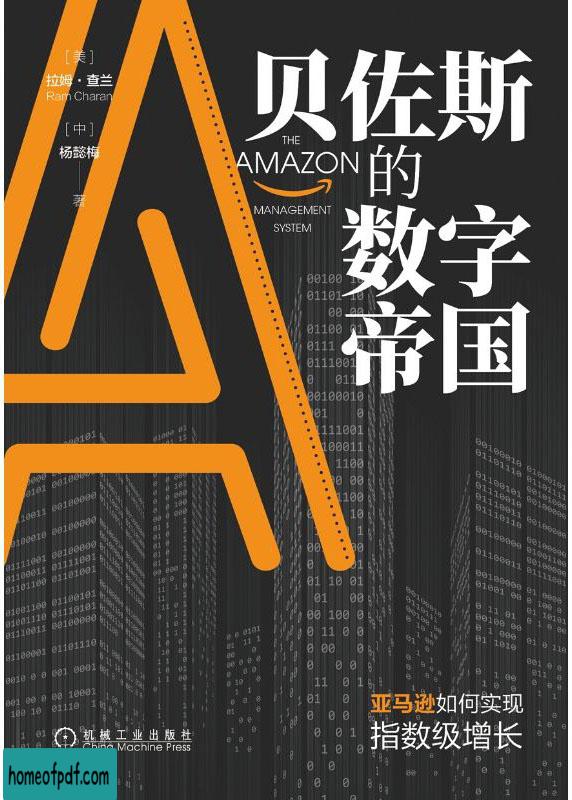 [美]
拉姆·查兰
Ram Charan
[中]
杨懿梅
著
贝佐斯
的
数字
帝国
THE
AMAZON
MANAGEMENT
SYSTEM
亚马逊如何实现
指数级增长
机械工业出版社
China Machine Press
homeofpdf.com